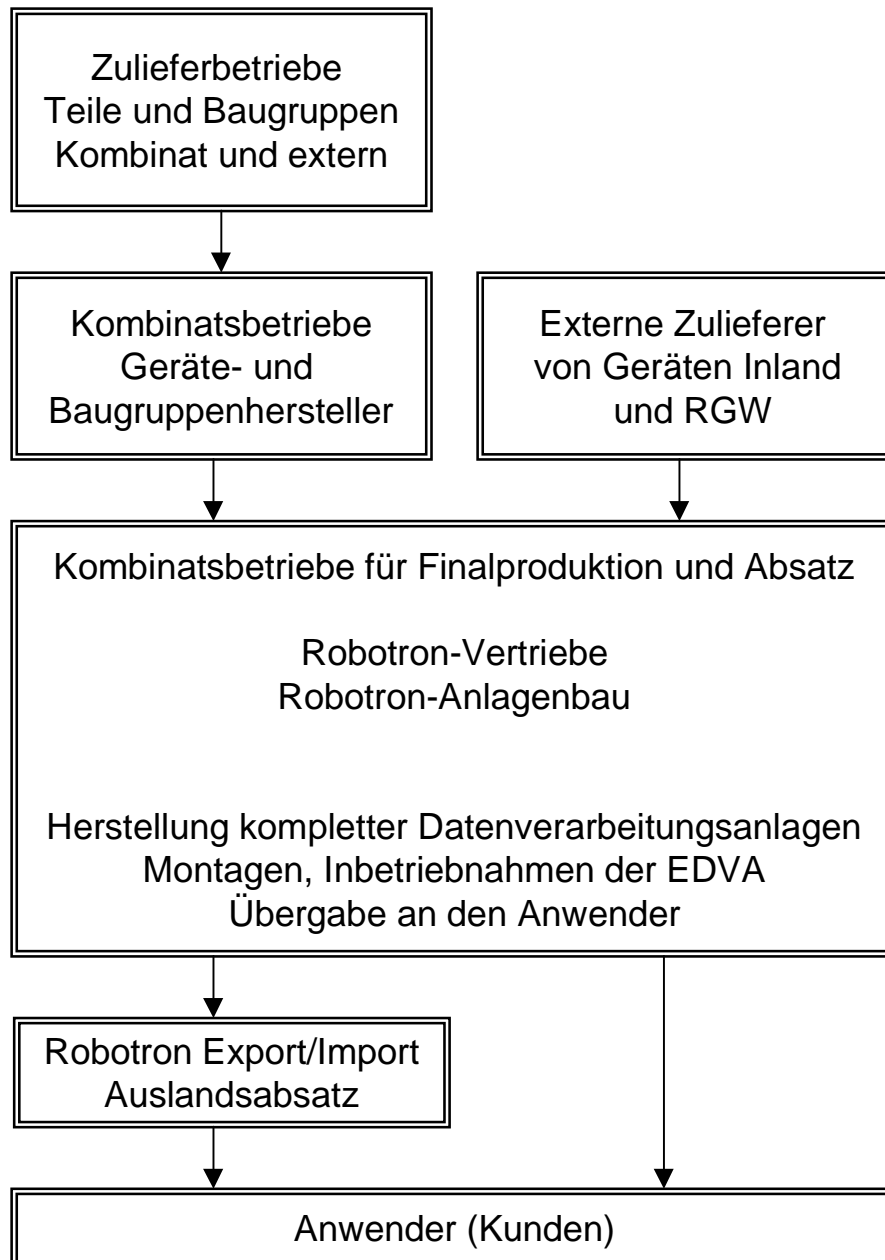 Zulieferbetriebe
Teile und Baugruppen
Kombinat und extern
Kombinatsbetriebe
Geräte- und
Baugruppenhersteller
Externe Zulieferer
von Geräten Inland
und RGW
Kombinatsbetriebe für Finalproduktion und Absatz
Robotron-Vertriebe
Robotron-Anlagenbau
Herstellung kompletter Datenverarbeitungsanlagen
Montagen, Inbetriebnahmen der EDVA
Übergabe an den Anwender
Robotron Export/Import
Auslandsabsatz
Anwender (Kunden)